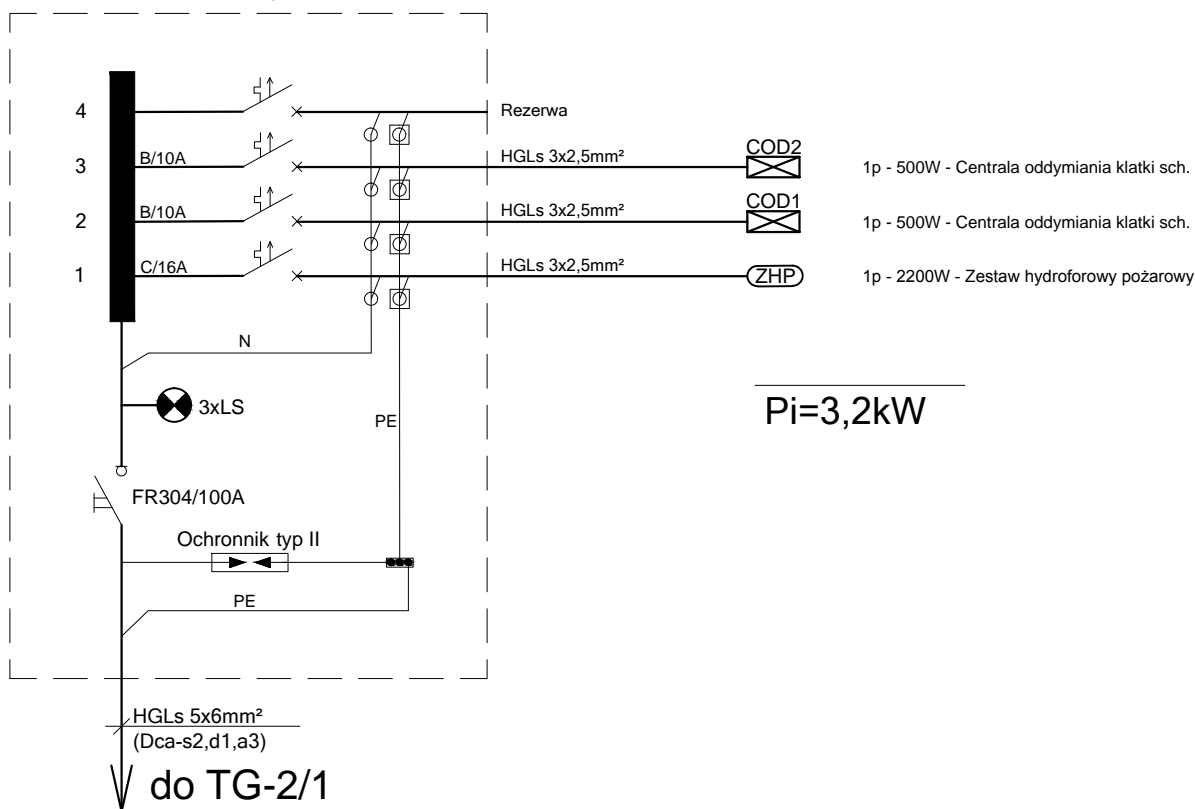 4
Rezerwa
3
B/10A
HGLs 3x2,5mm²
COD2
1p - 500W - Centrala oddymiania klatki sch.
2
B/10A
HGLs 3x2,5mm²
COD1
1p - 500W - Centrala oddymiania klatki sch.
1
C/16A
HGLs 3x2,5mm²
ZHP
1p - 2200W - Zestaw hydroforowy pożarowy
N
3xLS
PE
Pi=3,2kW
FR304/100A
Ochronnik typ II
PE
HGLs 5x6mm²
(Dca-s2,d1,a3)
do TG-2/1